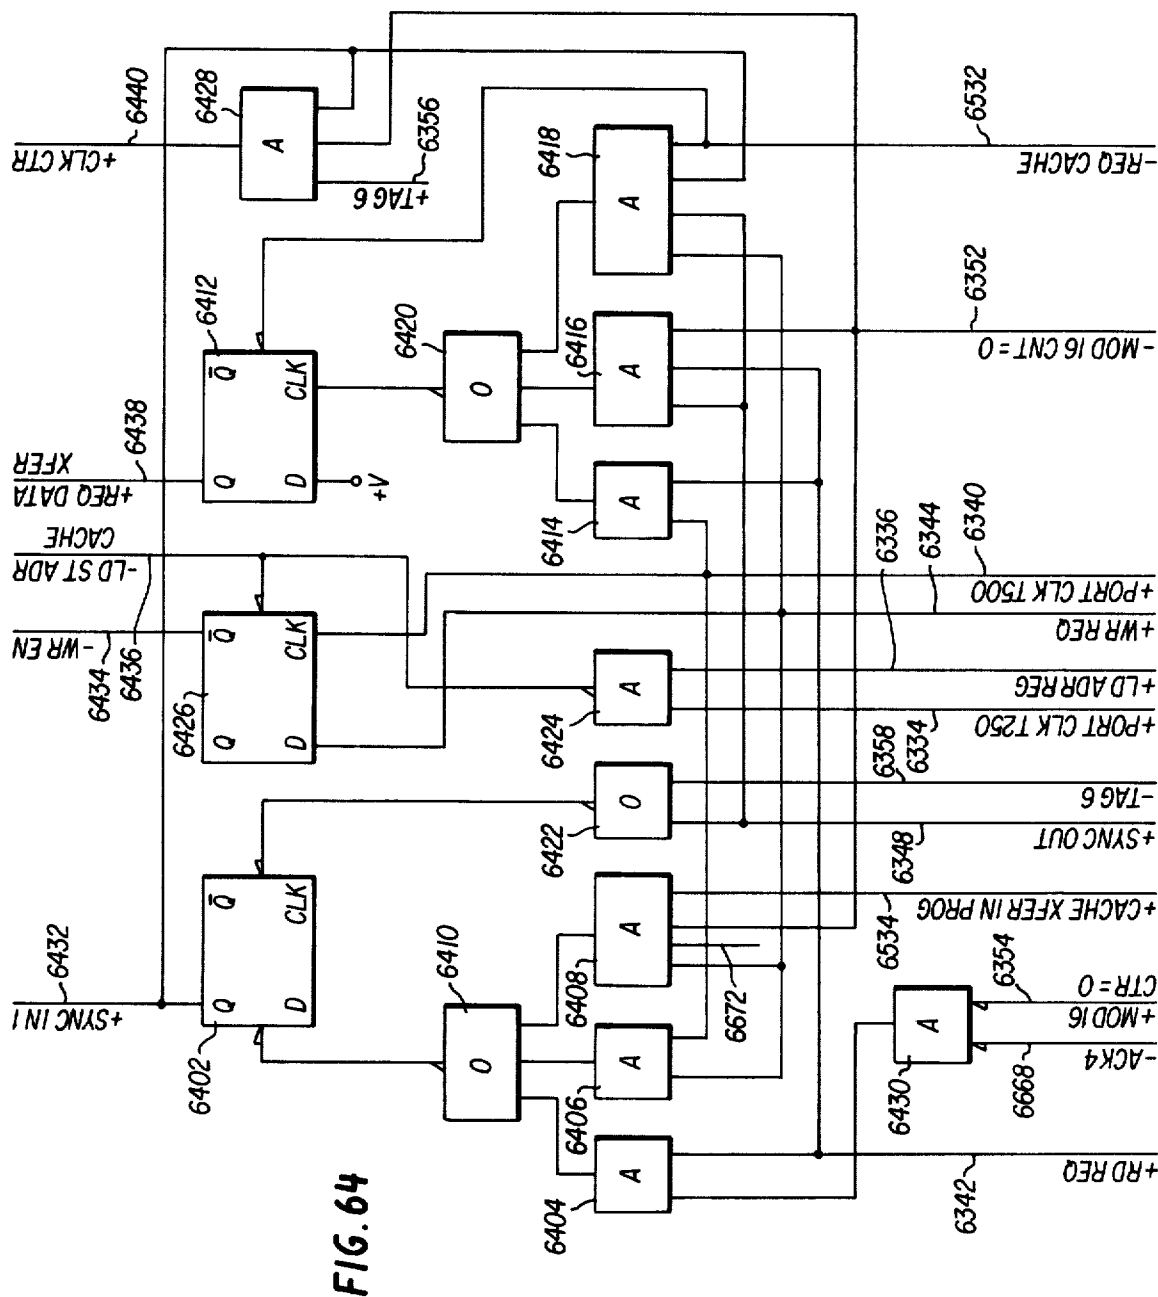 FIG. 64
+SYNC IN 1
6432
-WR EN
6434
-LD ST ADR
CACHE
6436
+REQ DATA
XFER
6438
+CLK CTR
6440
6402
Q
Q̅
D
CLK
6426
Q
Q̅
D
CLK
6412
Q
Q̅
D
CLK
+V
6428
A
+TAG 6
6356
6410
O
6420
O
6404
A
6406
A
6408
A
6672
6422
O
6424
A
6414
A
6416
A
6418
A
6430
A
+RD REQ
6342
-ACK 4
6668
+MOD 16
CTR = 0
6354
+CACHE XFER IN PROG
6534
+SYNC OUT
6348
-TAG 6
6358
+PORT CLK T250
6334
+LD ADR REG
6336
+WR REQ
6344
+PORT CLK T500
6340
-MOD 16 CNT = 0
6352
-REQ CACHE
6532